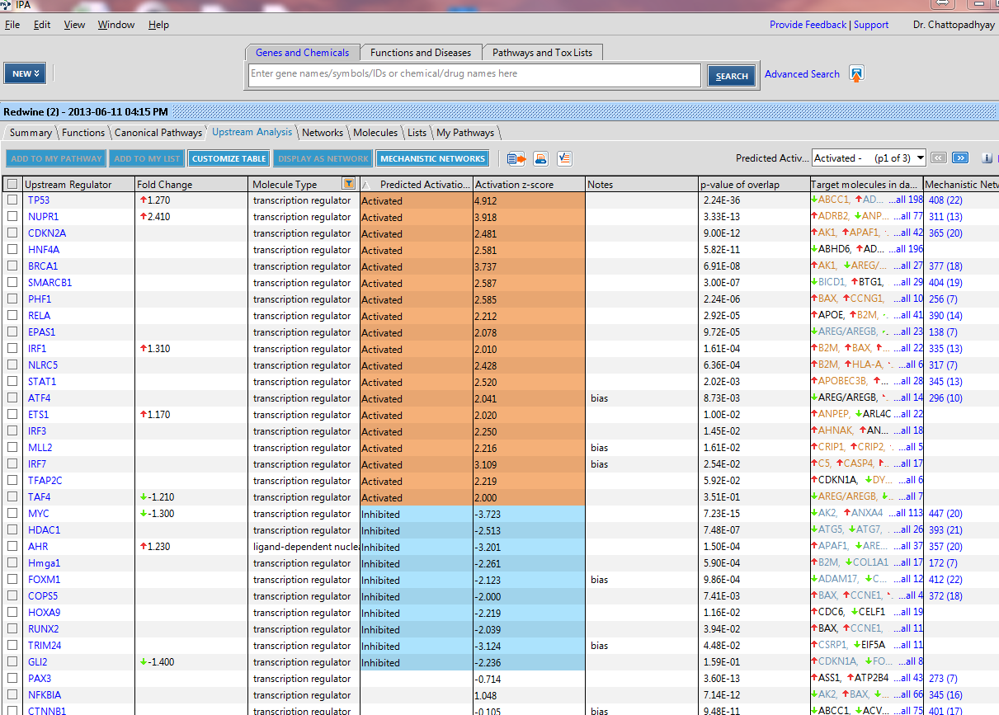 IPA
File Edit View Window Help Provide Feedback | Support Dr. Chattopadhyay
Genes and Chemicals Functions and Diseases Pathways and Tox Lists
NEW Enter gene names/symbols/IDs or chemical/drug names here SEARCH Advanced Search
Redwine (2) - 2013-06-11 04:15 PM
Summary Functions Canonical Pathways Upstream Analysis Networks Molecules Lists My Pathways
ADD TO MY PATHWAY ADD TO MY LIST CUSTOMIZE TABLE DISPLAY AS NETWORK MECHANISTIC NETWORKS Predicted Activ... Activated - (p1 of 3)
Upstream Regulator Fold Change Molecule Type Predicted Activatio... Activation z-score Notes p-value of overlap Target molecules in da... Mechanistic Netw
TP53 1.270 transcription regulator Activated 4.912 2.24E-36 ABCC1, AD... ...all 198 408 (22)
NUPR1 2.410 transcription regulator Activated 3.918 3.33E-13 ADRB2, ANP... ...all 77 311 (13)
CDKN2A transcription regulator Activated 2.481 9.00E-12 AK1, APAF1, ...all 42 365 (20)
HNF4A transcription regulator Activated 2.581 5.82E-11 ABHD6, AD... ...all 196
BRCA1 transcription regulator Activated 3.737 6.91E-08 AK1, AREG/... ...all 27 377 (18)
SMARCB1 transcription regulator Activated 2.587 3.00E-07 BICD1, BTG1, ...all 29 404 (19)
PHF1 transcription regulator Activated 2.585 2.24E-06 BAX, CCNG1, ...all 10 256 (7)
RELA transcription regulator Activated 2.212 2.92E-05 APOE, B2M, ...all 41 390 (14)
EPAS1 transcription regulator Activated 2.078 9.72E-05 AREG/AREGB, ...all 23 138 (7)
IRF1 1.310 transcription regulator Activated 2.010 1.61E-04 B2M, BAX, ...all 22 335 (13)
NLRC5 transcription regulator Activated 2.428 6.36E-04 B2M, HLA-A, ...all 6 317 (7)
STAT1 transcription regulator Activated 2.520 2.02E-03 APOBEC3B, ...all 28 345 (13)
ATF4 transcription regulator Activated 2.041 bias 8.73E-03 AREG/AREGB, ...all 14 296 (10)
ETS1 1.170 transcription regulator Activated 2.020 1.00E-02 ANPEP, ARL4C ...all 22
IRF3 transcription regulator Activated 2.250 1.45E-02 AHNAK, AN... ...all 18
MLL2 transcription regulator Activated 2.216 bias 1.61E-02 CRIP1, CRIP2, ...all 5
IRF7 transcription regulator Activated 3.109 bias 2.54E-02 C5, CASP4, ...all 17
TFAP2C transcription regulator Activated 2.219 5.92E-02 CDKN1A, DY... ...all 6
TAF4 -1.210 transcription regulator Activated 2.000 3.51E-01 AREG/AREGB, ...all 7
MYC -1.300 transcription regulator Inhibited -3.723 7.23E-15 AK2, ANXA4 ...all 113 447 (20)
HDAC1 transcription regulator Inhibited -2.513 7.48E-07 ATG5, ATG7, ...all 26 393 (21)
AHR 1.230 ligand-dependent nuclea Inhibited -3.201 1.50E-04 APAF1, ARE... ...all 37 357 (20)
Hmga1 transcription regulator Inhibited -2.261 5.90E-04 B2M, COL1A1 ...all 17 172 (7)
FOXM1 transcription regulator Inhibited -2.123 bias 9.86E-04 ADAM17, C... ...all 12 412 (22)
COPS5 transcription regulator Inhibited -2.000 7.41E-03 BAX, CCNE1, ...all 4 372 (18)
HOXA9 transcription regulator Inhibited -2.219 1.16E-02 CDC6, CELF1 ...all 19
RUNX2 transcription regulator Inhibited -2.039 3.94E-02 BAX, CCNE1, ...all 11
TRIM24 transcription regulator Inhibited -3.124 bias 4.48E-02 CSRP1, EIF5A ...all 11
GLI2 -1.400 transcription regulator Inhibited -2.236 1.59E-01 CDKN1A, FO... ...all 8
PAX3 transcription regulator -0.714 3.60E-13 ASS1, ATP2B4 ...all 43 273 (7)
NFKBIA transcription regulator 1.048 7.14E-12 AK2, BAX, ...all 66 345 (16)
CTNNB1 transcription regulator -0.105 bias 9.48E-11 ABCC1, ACV... ...all 75 401 (17)